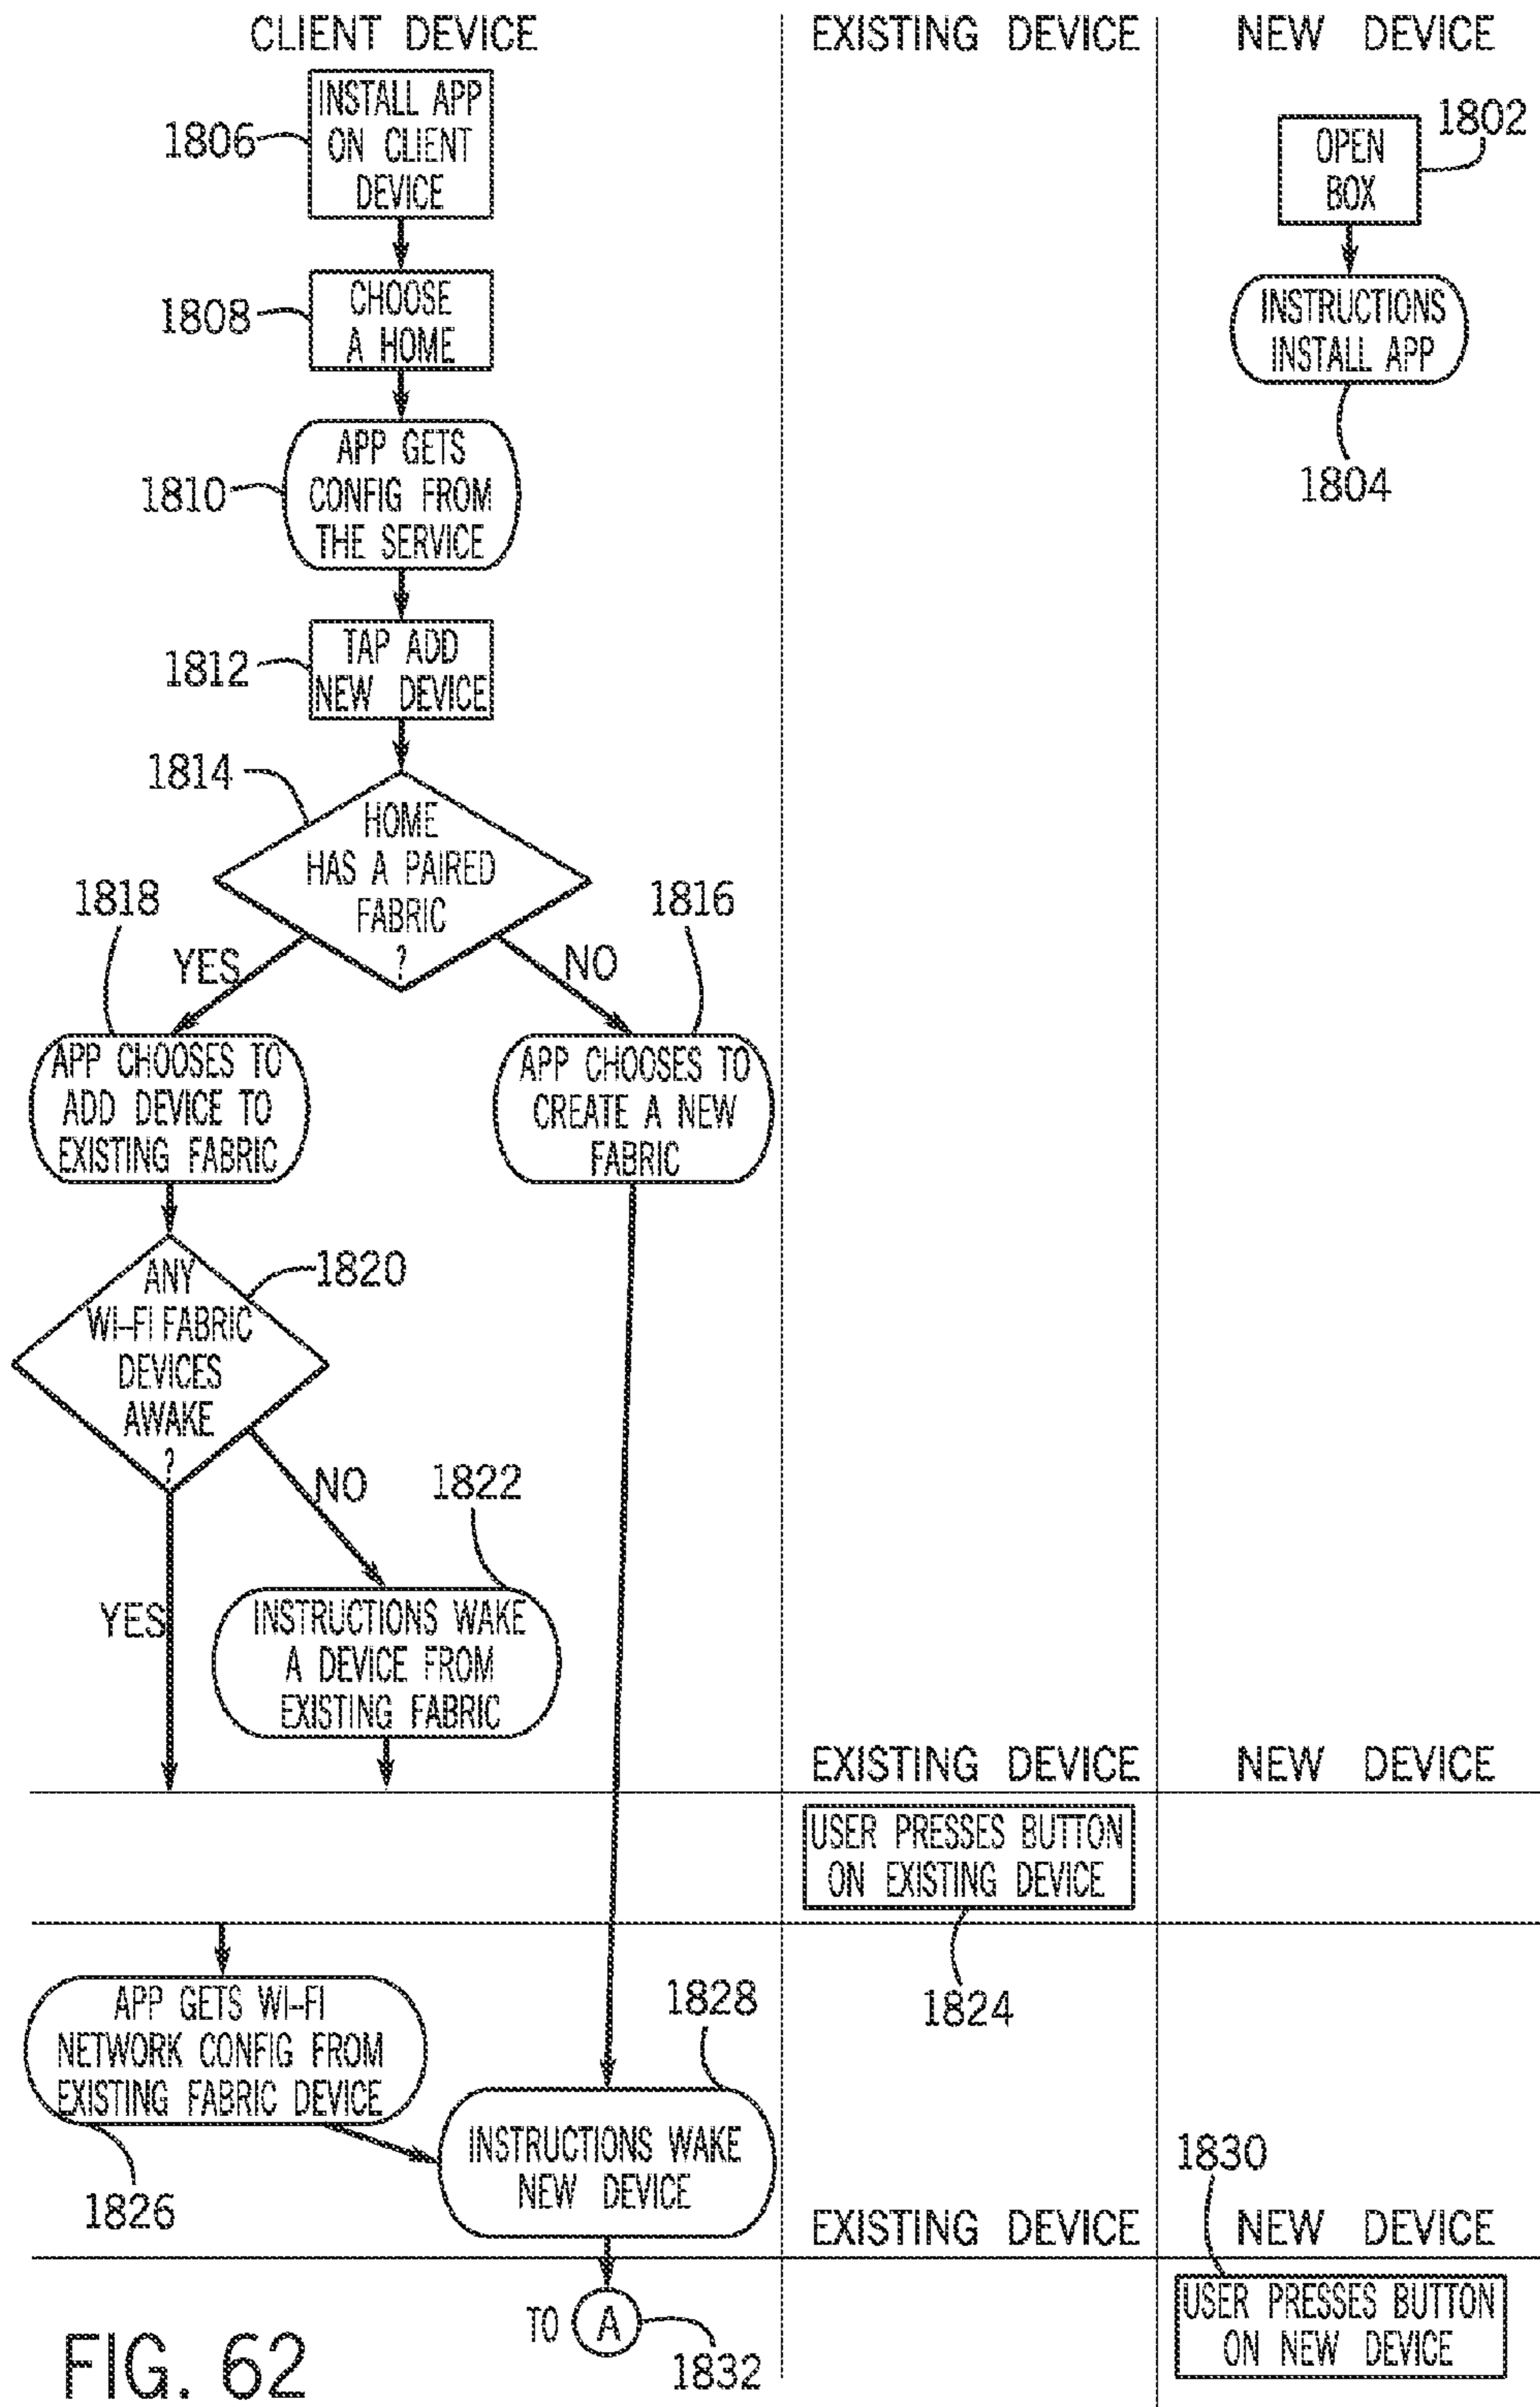 CLIENT DEVICE
EXISTING DEVICE
NEW DEVICE
1806
INSTALL APP
ON CLIENT
DEVICE
1802
OPEN
BOX
1808
CHOOSE
A HOME
INSTRUCTIONS
INSTALL APP
1804
1810
APP GETS
CONFIG FROM
THE SERVICE
1812
TAP ADD
NEW DEVICE
1814
HOME
HAS A PAIRED
FABRIC
?
1818
1816
YES
NO
APP CHOOSES TO
ADD DEVICE TO
EXISTING FABRIC
APP CHOOSES TO
CREATE A NEW
FABRIC
1820
ANY
WI-FI FABRIC
DEVICES
AWAKE
?
NO
1822
YES
INSTRUCTIONS WAKE
A DEVICE FROM
EXISTING FABRIC
EXISTING DEVICE
NEW DEVICE
USER PRESSES BUTTON
ON EXISTING DEVICE
1824
APP GETS WI-FI
NETWORK CONFIG FROM
EXISTING FABRIC DEVICE
1826
1828
INSTRUCTIONS WAKE
NEW DEVICE
1830
EXISTING DEVICE
NEW DEVICE
USER PRESSES BUTTON
ON NEW DEVICE
TO A
1832
FIG. 62